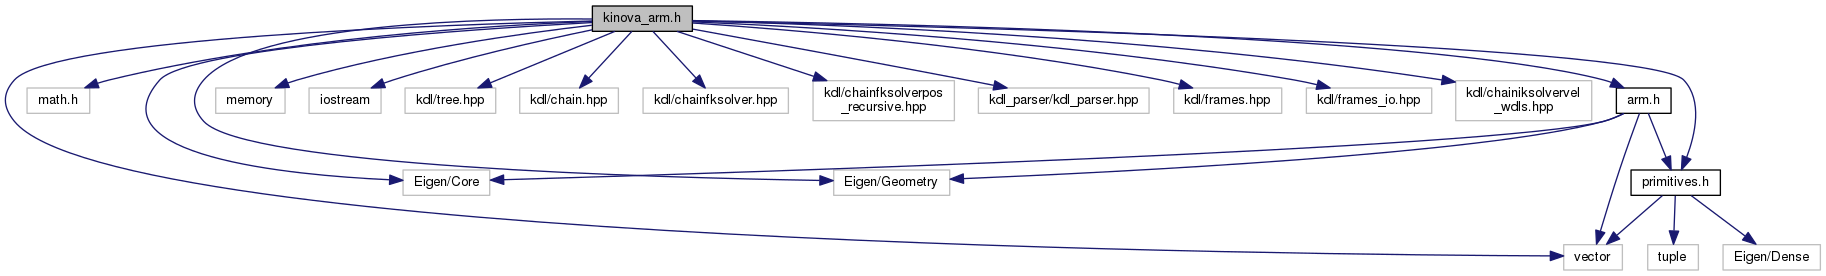 kinova_arm.h
math.h
memory
iostream
kdl/tree.hpp
kdl/chain.hpp
kdl/chainfksolver.hpp
kdl/chainfksolverpos
_recursive.hpp
kdl_parser/kdl_parser.hpp
kdl/frames.hpp
kdl/frames_io.hpp
kdl/chainiksolvervel
_wdls.hpp
arm.h
Eigen/Core
Eigen/Geometry
primitives.h
vector
tuple
Eigen/Dense